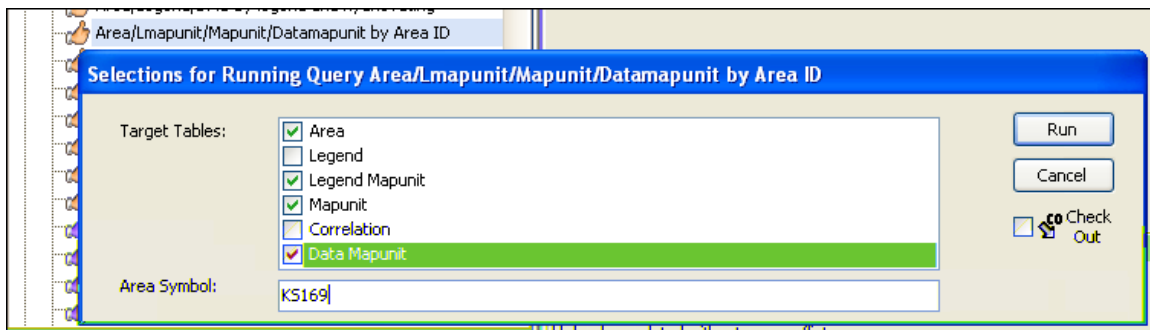 Area/Lmapunit/Mapunit/Datamapunit by Area ID
Selections for Running Query Area/Lmapunit/Mapunit/Datamapunit by Area ID
Target Tables:
Area
Legend
Legend Mapunit
Mapunit
Correlation
Data Mapunit
Run
Cancel
co Check
Out
Area Symbol:
KS169